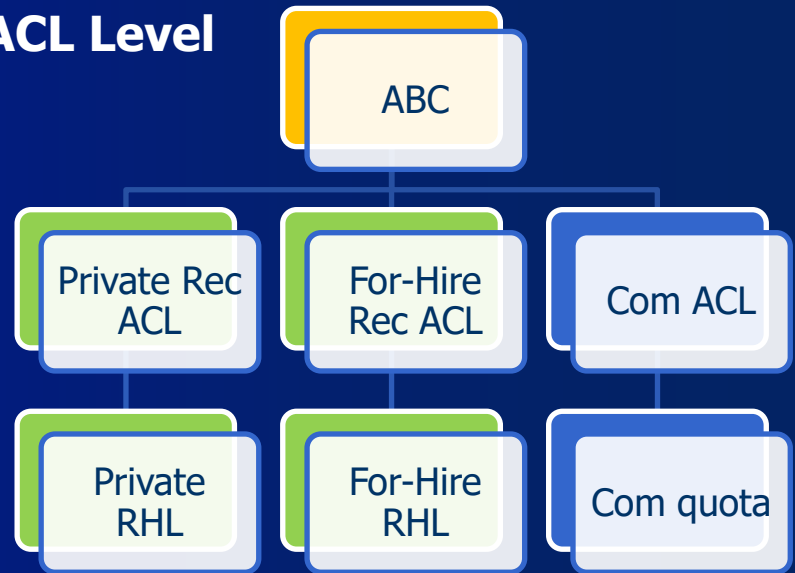 ACL Level
ABC
Private Rec
ACL
For-Hire
Rec ACL
Com ACL
Private
RHL
For-Hire
RHL
Com quota